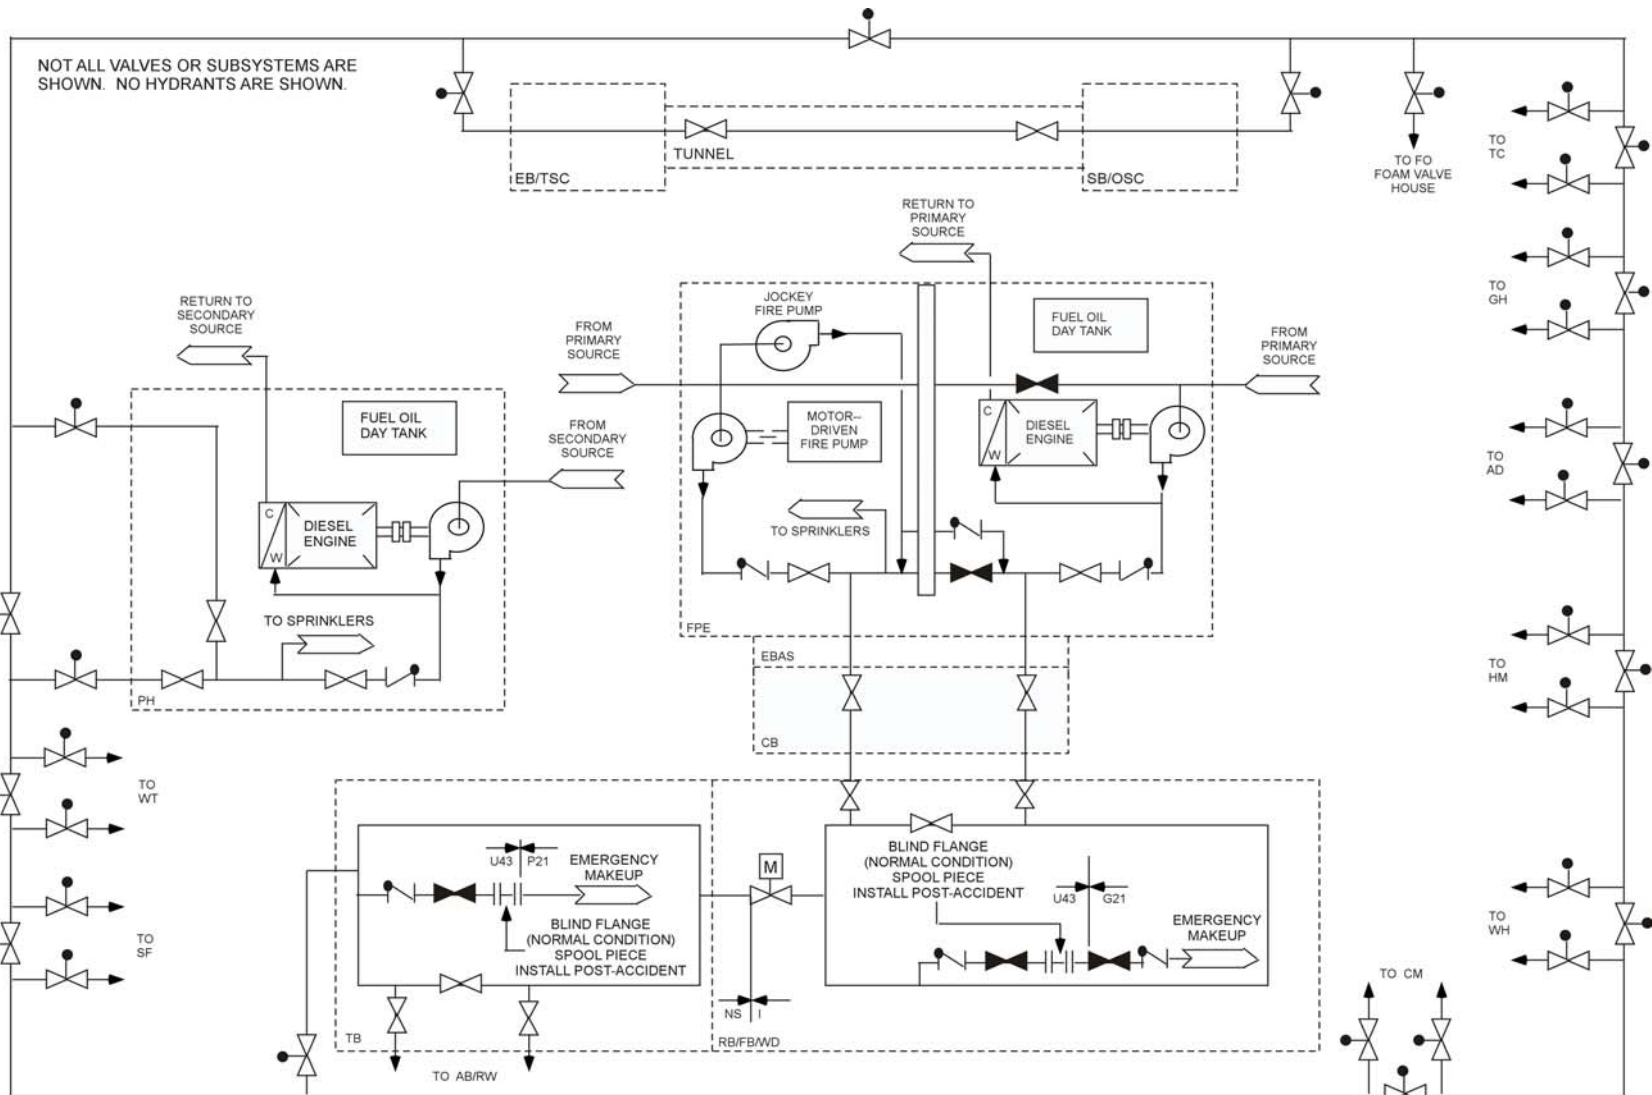 NOT ALL VALVES OR SUBSYSTEMS ARE
SHOWN. NO HYDRANTS ARE SHOWN.
TUNNEL
EB/TSC
SB/OSC
TO FO
FOAM VALVE
HOUSE
TO
TC
RETURN TO
PRIMARY
SOURCE
TO
GH
RETURN TO
SECONDARY
SOURCE
FROM
PRIMARY
SOURCE
JOCKEY
FIRE PUMP
FUEL OIL
DAY TANK
FROM
PRIMARY
SOURCE
FUEL OIL
DAY TANK
FROM
SECONDARY
SOURCE
MOTOR–
DRIVEN
FIRE PUMP
C
W
DIESEL
ENGINE
TO
AD
C
W
DIESEL
ENGINE
TO SPRINKLERS
TO SPRINKLERS
FPE
PH
EBAS
CB
TO
HM
TO
WT
TO
SF
U43
P21
EMERGENCY
MAKEUP
BLIND FLANGE
(NORMAL CONDITION)
SPOOL PIECE
INSTALL POST-ACCIDENT
M
BLIND FLANGE
(NORMAL CONDITION)
SPOOL PIECE
INSTALL POST-ACCIDENT
U43
G21
EMERGENCY
MAKEUP
TO
WH
NS
I
TB
RB/FB/WD
TO AB/RW
TO CM